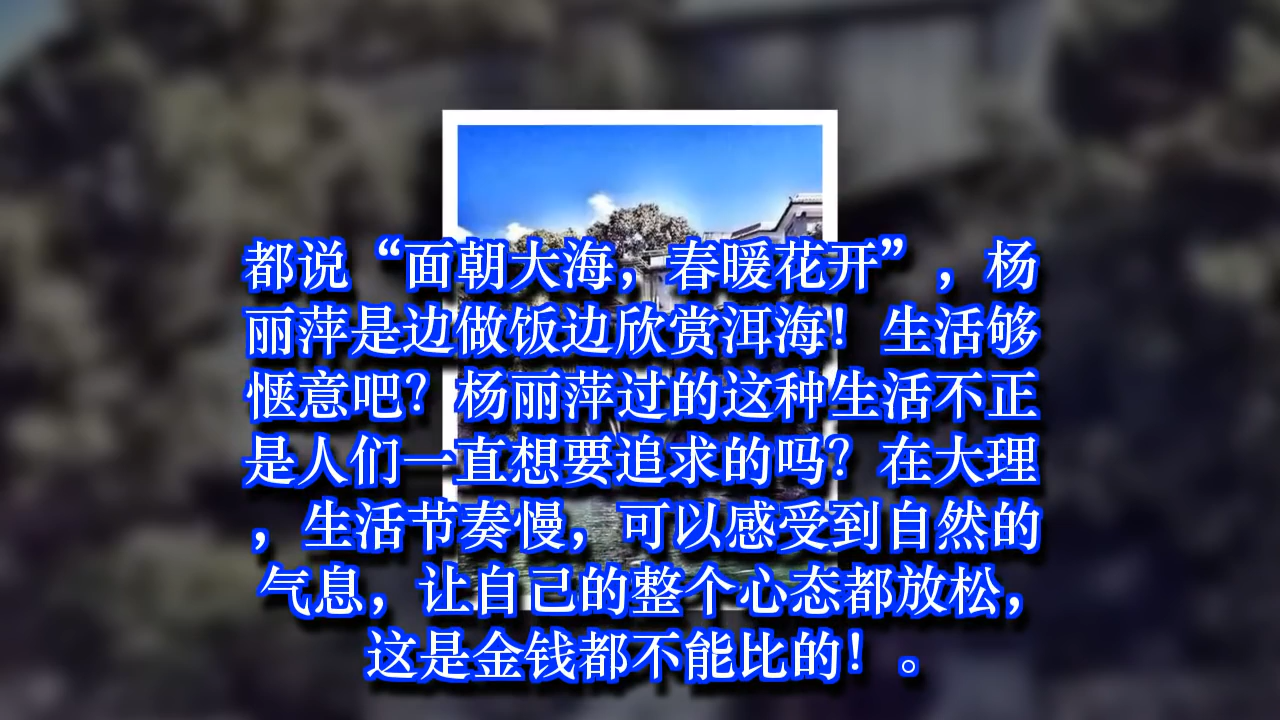 都说“面朝大海，春暖花开”，杨
丽萍是边做饭边欣赏洱海！生活够
惬意吧？杨丽萍过的这种生活不正
是人们一直想要追求的吗？在大理
，生活节奏慢，可以感受到自然的
气息，让自己的整个心态都放松，
这是金钱都不能比的！。